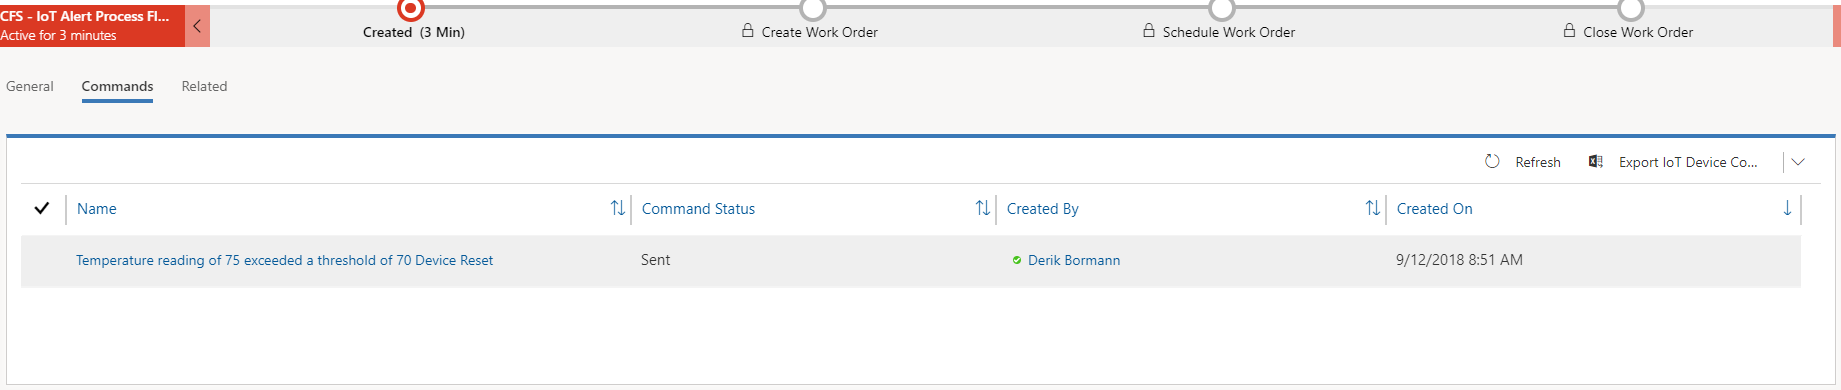 CFS - IoT Alert Process Fl...
Active for 3 minutes
Created (3 Min)
Create Work Order
Schedule Work Order
Close Work Order
General Commands Related
Refresh Export IoT Device Co...
Name Command Status Created By Created On
Temperature reading of 75 exceeded a threshold of 70 Device Reset Sent Derik Bormann 9/12/2018 8:51 AM